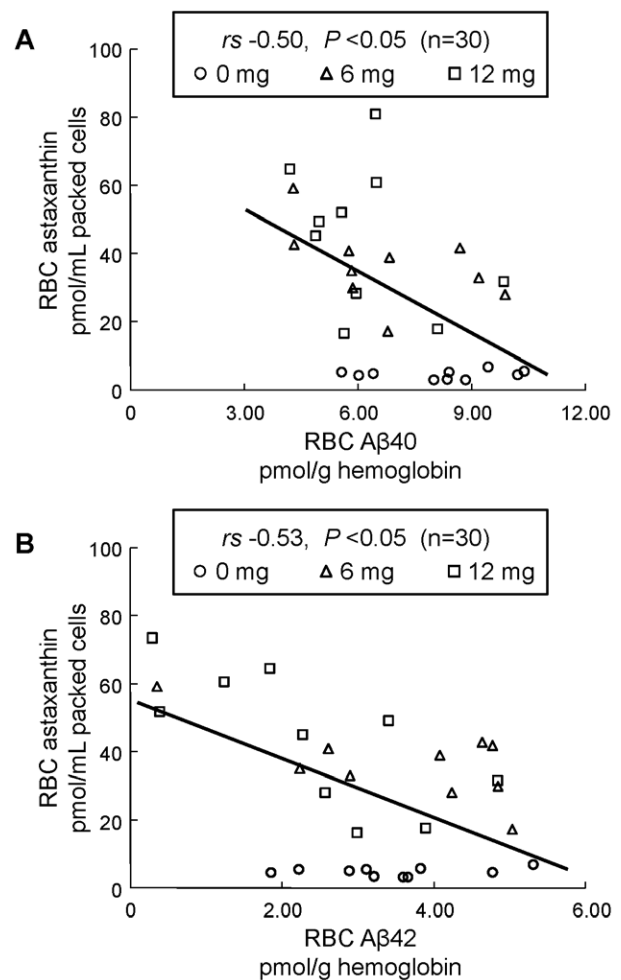 A
rs -0.50, P <0.05 (n=30)
0 mg 6 mg 12 mg
RBC astaxanthin
pmol/mL packed cells
100
80
60
40
20
0
0 3.00 6.00 9.00 12.00
RBC Aβ40
pmol/g hemoglobin
B
rs -0.53, P <0.05 (n=30)
0 mg 6 mg 12 mg
RBC astaxanthin
pmol/mL packed cells
100
80
60
40
20
0
0 2.00 4.00 6.00
RBC Aβ42
pmol/g hemoglobin